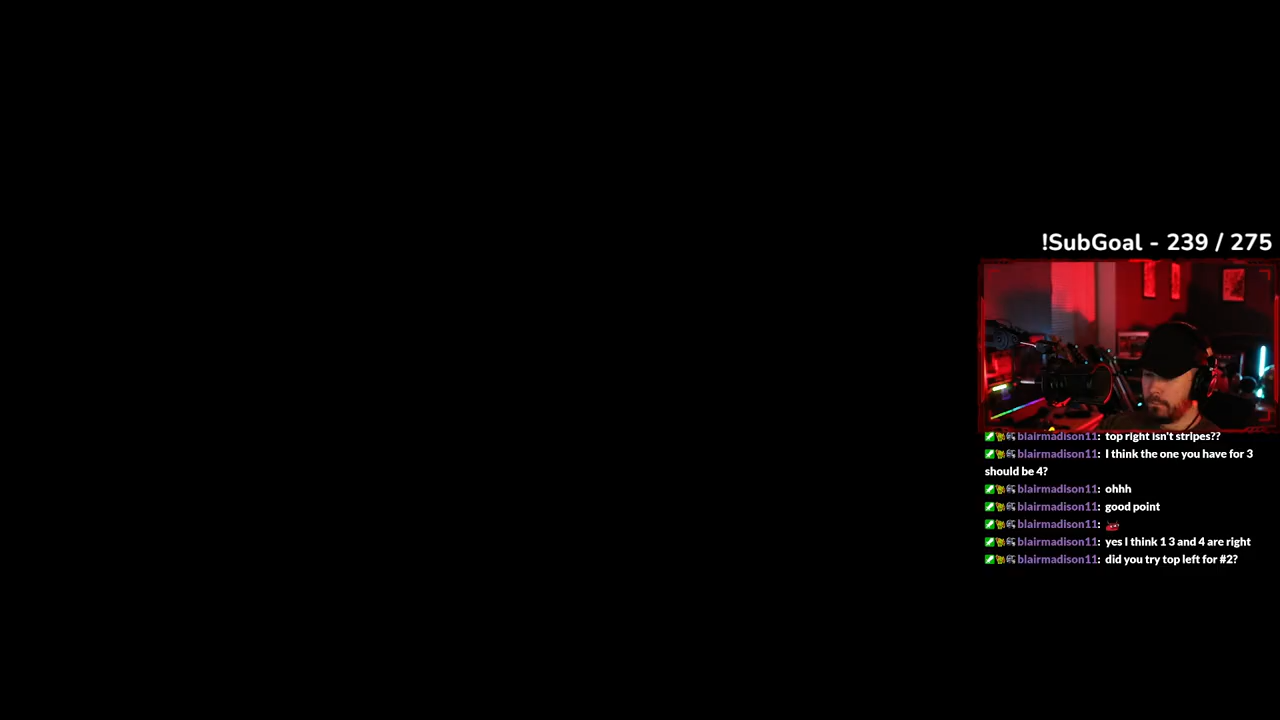 !SubGoal - 239 / 275
blairmadison11: top right isn't stripes??
blairmadison11: I think the one you have for 3
should be 4?
blairmadison11: ohhh
blairmadison11: good point
blairmadison11:
blairmadison11: yes I think 1 3 and 4 are right
blairmadison11: did you try top left for #2?